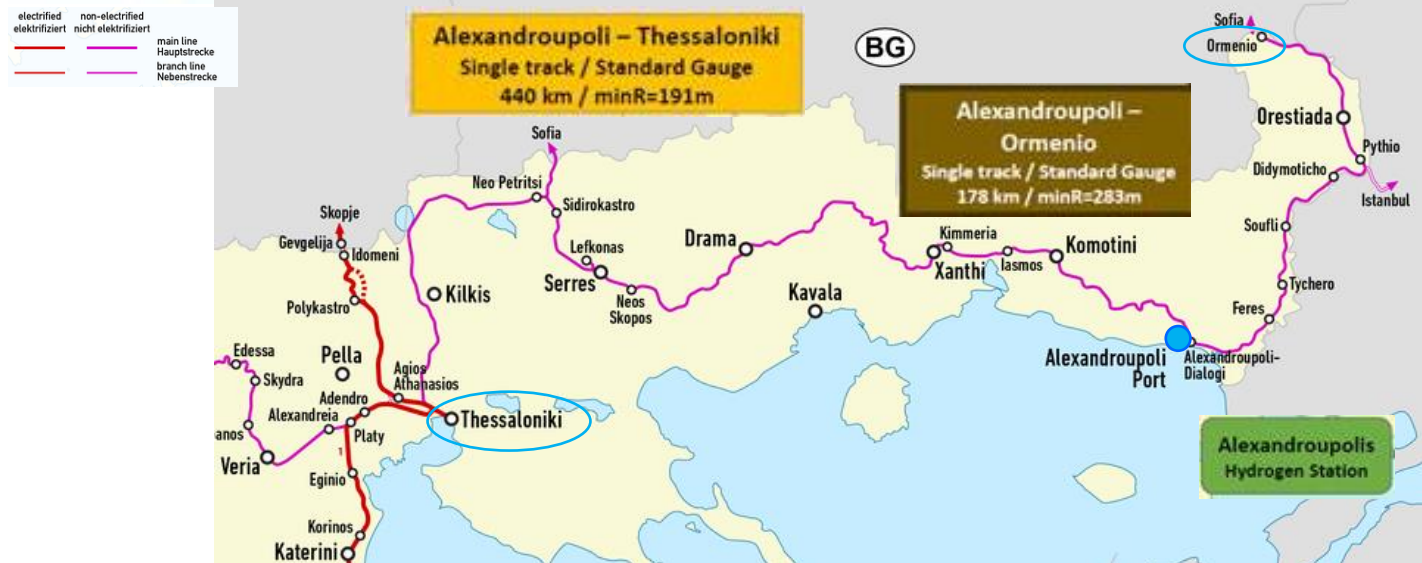 electrified
elektrifiziert
non-electrified
nicht elektrifiziert
main line
Hauptstrecke
branch line
Nebenstrecke
Alexandroupoli – Thessaloniki
Single track / Standard Gauge
440 km / minR=191m
BG
Alexandroupoli –
Ormenio
Single track / Standard Gauge
178 km / minR=283m
Sofia
Ormenio
Orestiada
Pythio
Didymoticho
Istanbul
Soufli
Tychero
Feres
Sofia
Neo Petritsi
Sidirokastro
Skopje
Gevgelija
Idomeni
Lefkonas
Serres
Neos
Skopos
Drama
Kimmeria
Xanthi
Iasmos
Komotini
Kilkis
Polykastro
Kavala
Alexandroupoli
Port
Alexandroupoli-
Dialogi
Edessa
Skydra
Pella
Agios
Athanasios
Adendro
Alexandreia
Platy
Thessaloniki
anos
Veria
1
Eginio
Korinos
Katerini
Alexandroupolis
Hydrogen Station